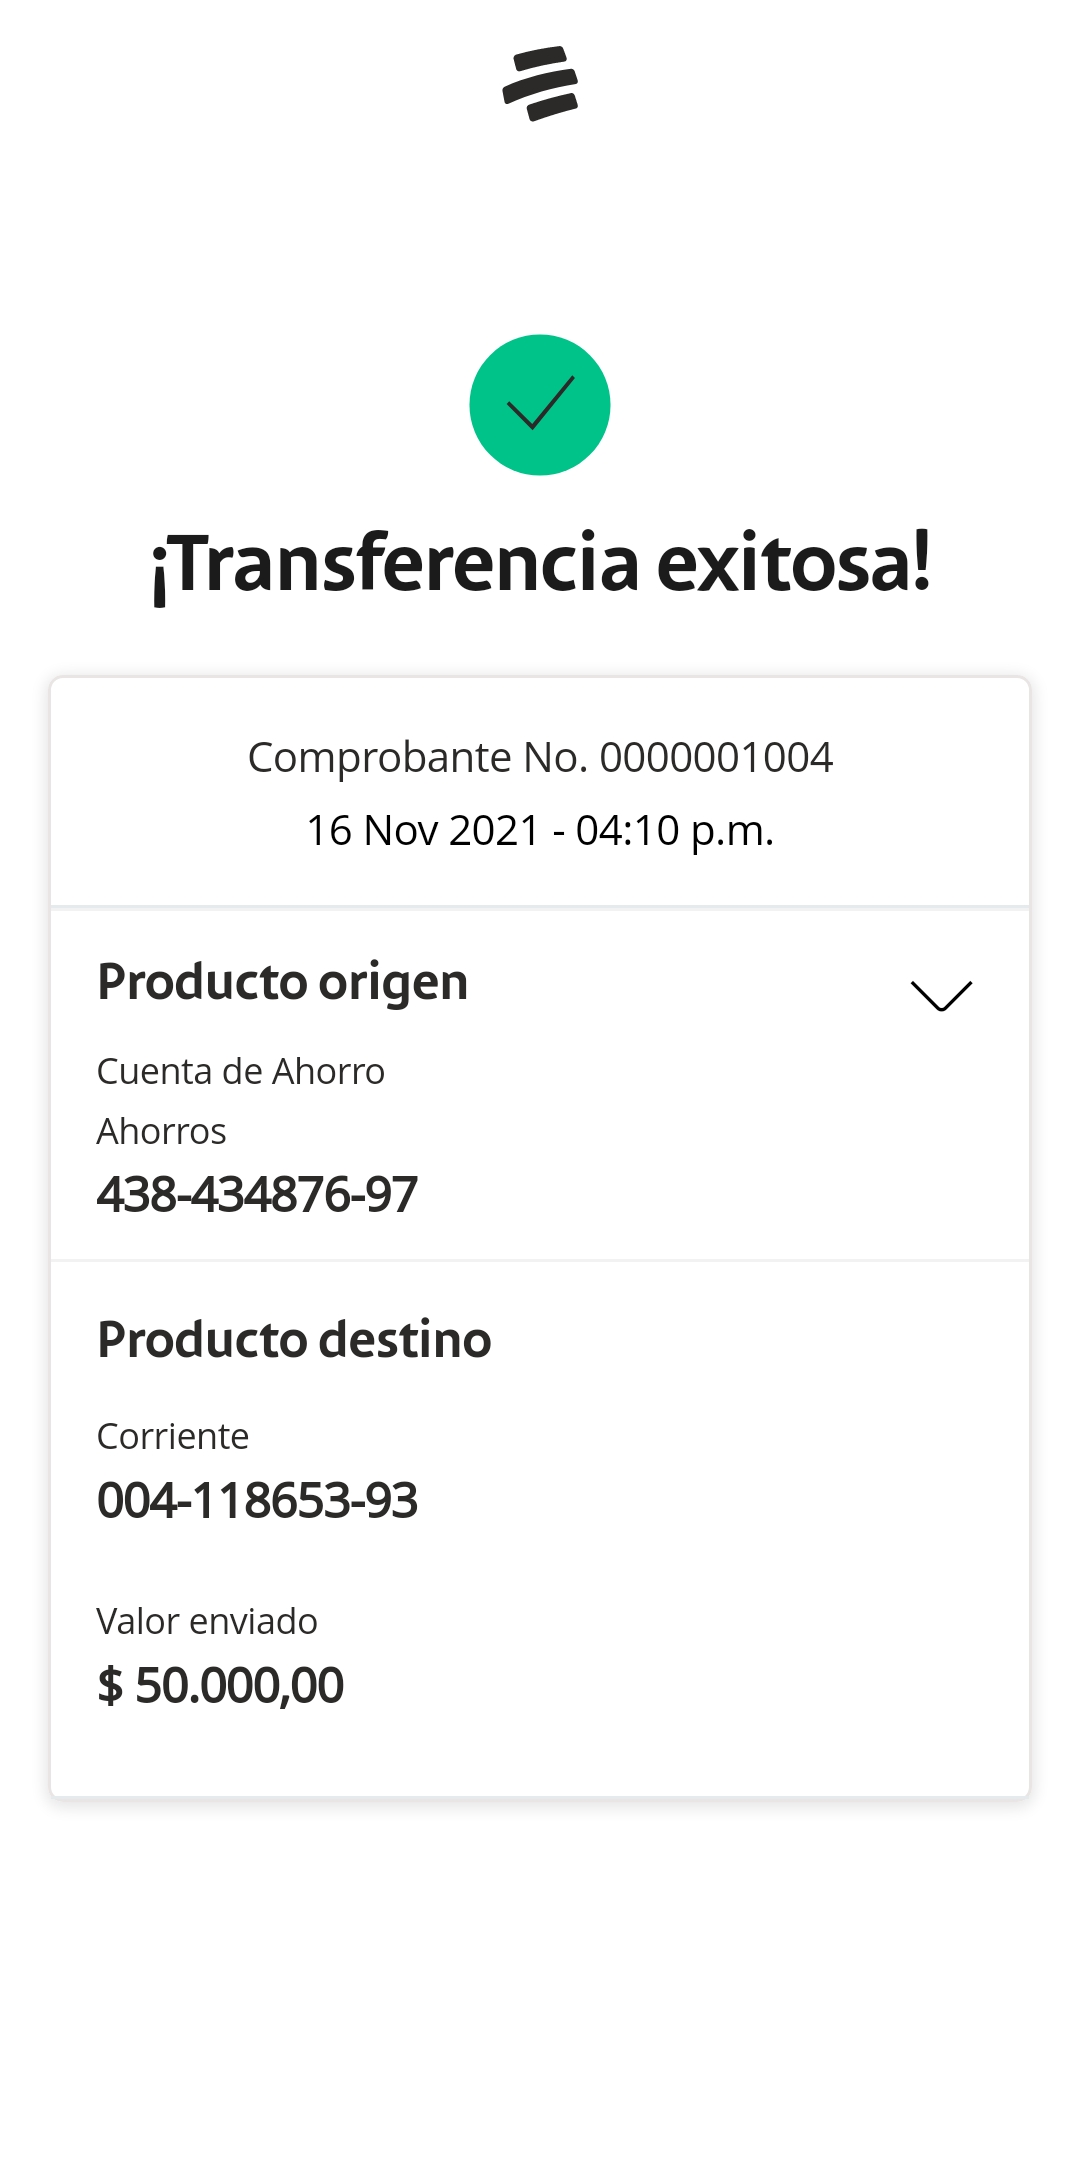 ¡Transferencia exitosa!
Comprobante No. 0000001004
16 Nov 2021 - 04:10 p.m.
Producto origen
Cuenta de Ahorro
Ahorros
438-434876-97
Producto destino
Corriente
004-118653-93
Valor enviado
$ 50.000,00